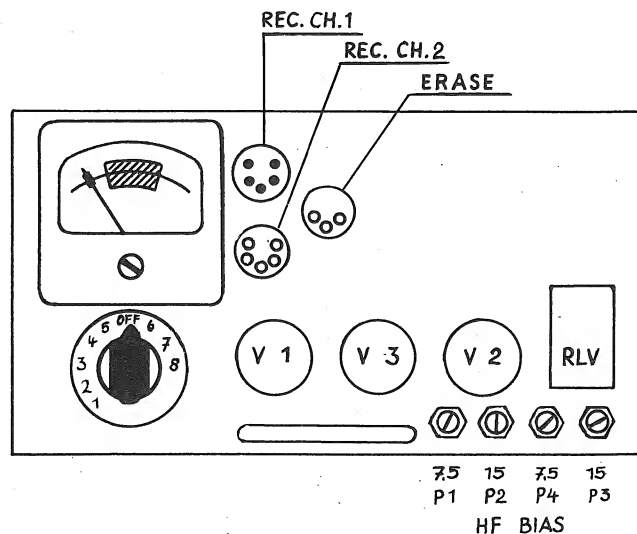 REC. CH.1
REC. CH.2
ERASE
1 2 3 4 5 OFF 6 7 8
V 1
V 3
V 2
RLV
7.5 15 7.5 15
P1 P2 P4 P3
HF BIAS